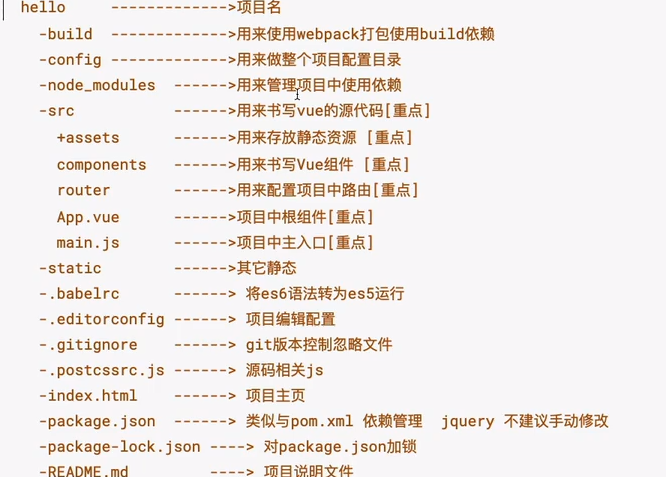 hello     ------------->项目名
  -build  ------------->用来使用webpack打包使用build依赖
  -config ------------->用来做整个项目配置目录
  -node_modules  ------>用来管理项目中使用依赖
  -src           ------>用来书写vue的源代码[重点]
    +assets      ------>用来存放静态资源 [重点]
    components   ------>用来书写Vue组件 [重点]
    router       ------>用来配置项目中路由[重点]
    App.vue      ------>项目中根组件[重点]
    main.js      ------>项目中主入口[重点]
  -static        ------>其它静态
  -.babelrc      ------> 将es6语法转为es5运行
  -.editorconfig ------> 项目编辑配置
  -.gitignore    ------> git版本控制忽略文件
  -.postcssrc.js ------> 源码相关js
  -index.html    ------> 项目主页
  -package.json  ------> 类似与pom.xml 依赖管理  jquery 不建议手动修改
  -package-lock.json ----> 对package.json加锁
  -README.md         ----> 项目说明文件